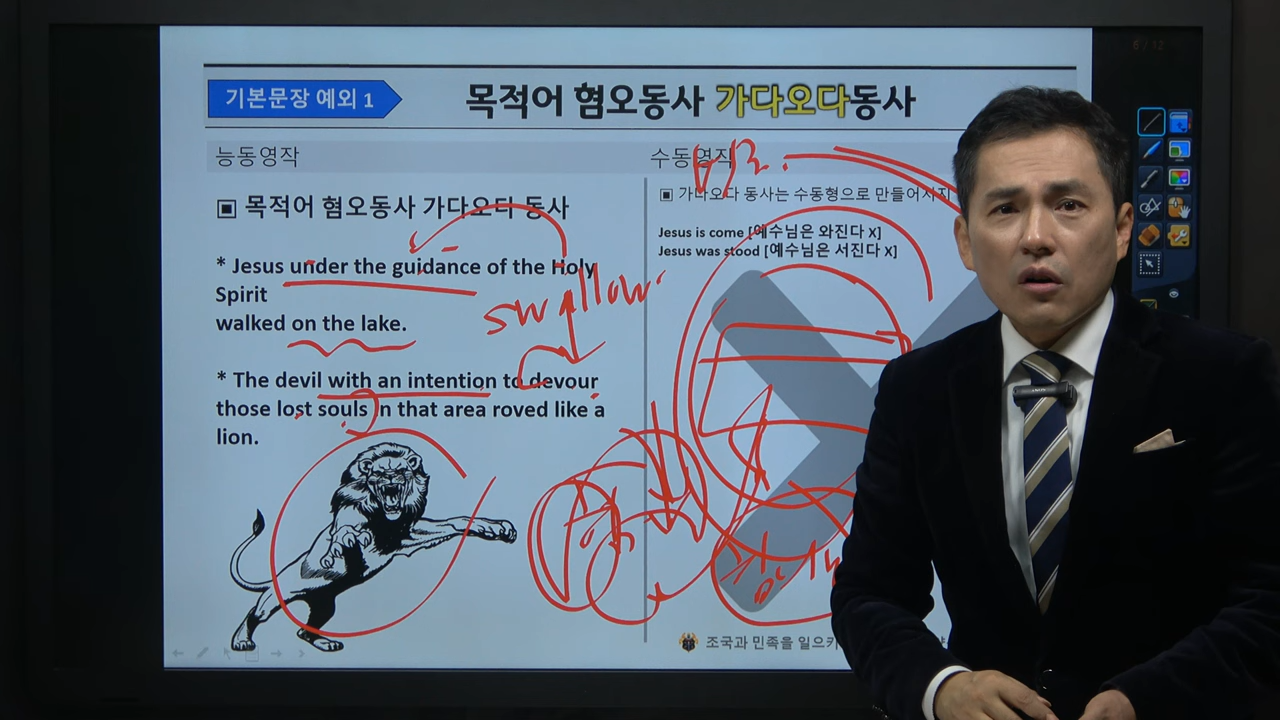 6 / 12
기본문장 예외 1
목적어 혐오동사 가다오다동사
능동영작
수동영작
▣ 목적어 혐오동사 가다오다 동사
* Jesus under the guidance of the Holy
Spirit
walked on the lake.
swallow
* The devil with an intention to devour
those lost souls in that area roved like a
lion.
▣ 가다오다 동사는 수동형으로 만들어지지
Jesus is come [예수님은 와진다 X]
Jesus was stood [예수님은 서진다 X]
조국과 민족을 일으키